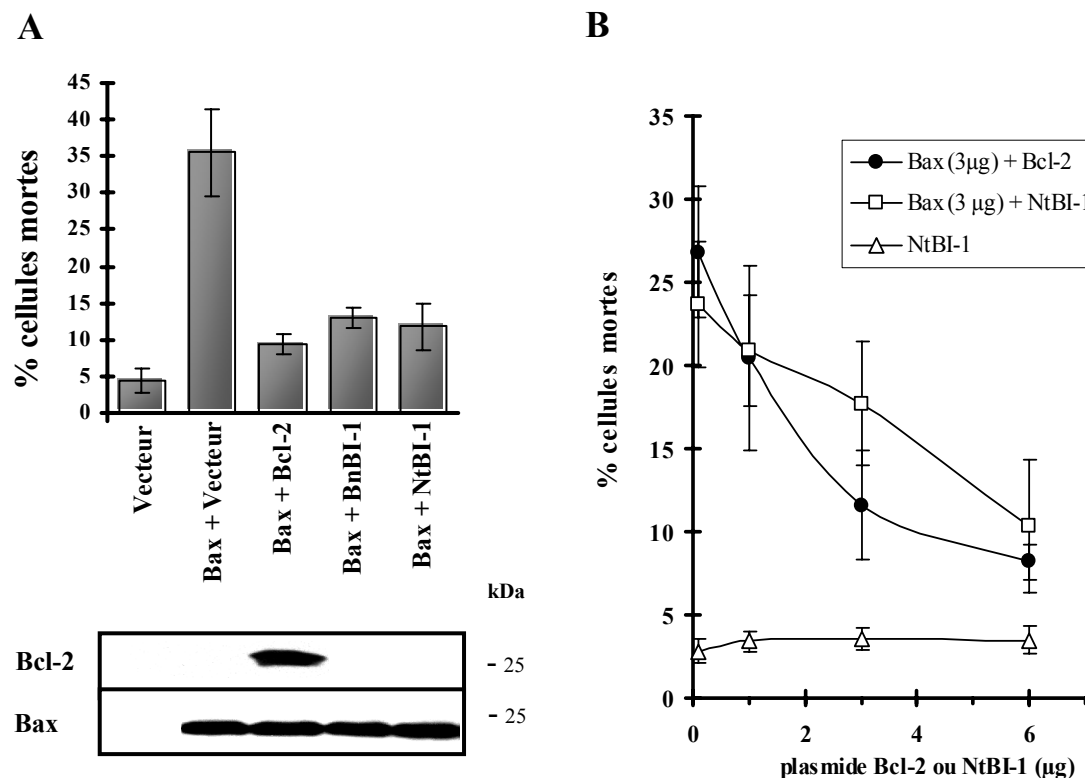 A
% cellules mortes
45
40
35
30
25
20
15
10
5
0
Vecteur
Bax + Vecteur
Bax + Bcl-2
Bax + BnBI-1
Bax + NtBI-1
kDa
Bcl-2
- 25
Bax
- 25
B
% cellules mortes
35
30
25
20
15
10
5
0
Bax (3µg) + Bcl-2
Bax (3 µg) + NtBI-1
NtBI-1
0
2
4
6
plasmide Bcl-2 ou NtBI-1 (µg)